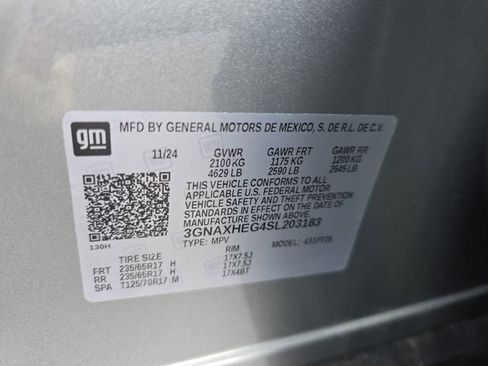 gm
MFD BY GENERAL MOTORS DE MEXICO, S. DE R.L. DE C.V.
11/24 GVWR GAWR FRT GAWR RR
2100 KG 1175 KG 1200 KG
4629 LB 2590 LB 2645 LB
THIS VEHICLE CONFORMS TO ALL
APPLICABLE U.S. FEDERAL MOTOR
VEHICLE SAFETY AND THEFT PREVENTION
STANDARDS IN EFFECT ON THE DATE OF
MANUFACTURE SHOWN ABOVE.
3GNAXHEG4SL203183
130H TYPE: MPV MODEL: 431PT26
TIRE SIZE RIM
FRT 235/65R17 H 17X7.5J
RR 235/65R17 H 17X7.5J
SPA T125/70R17 M 17X4BT